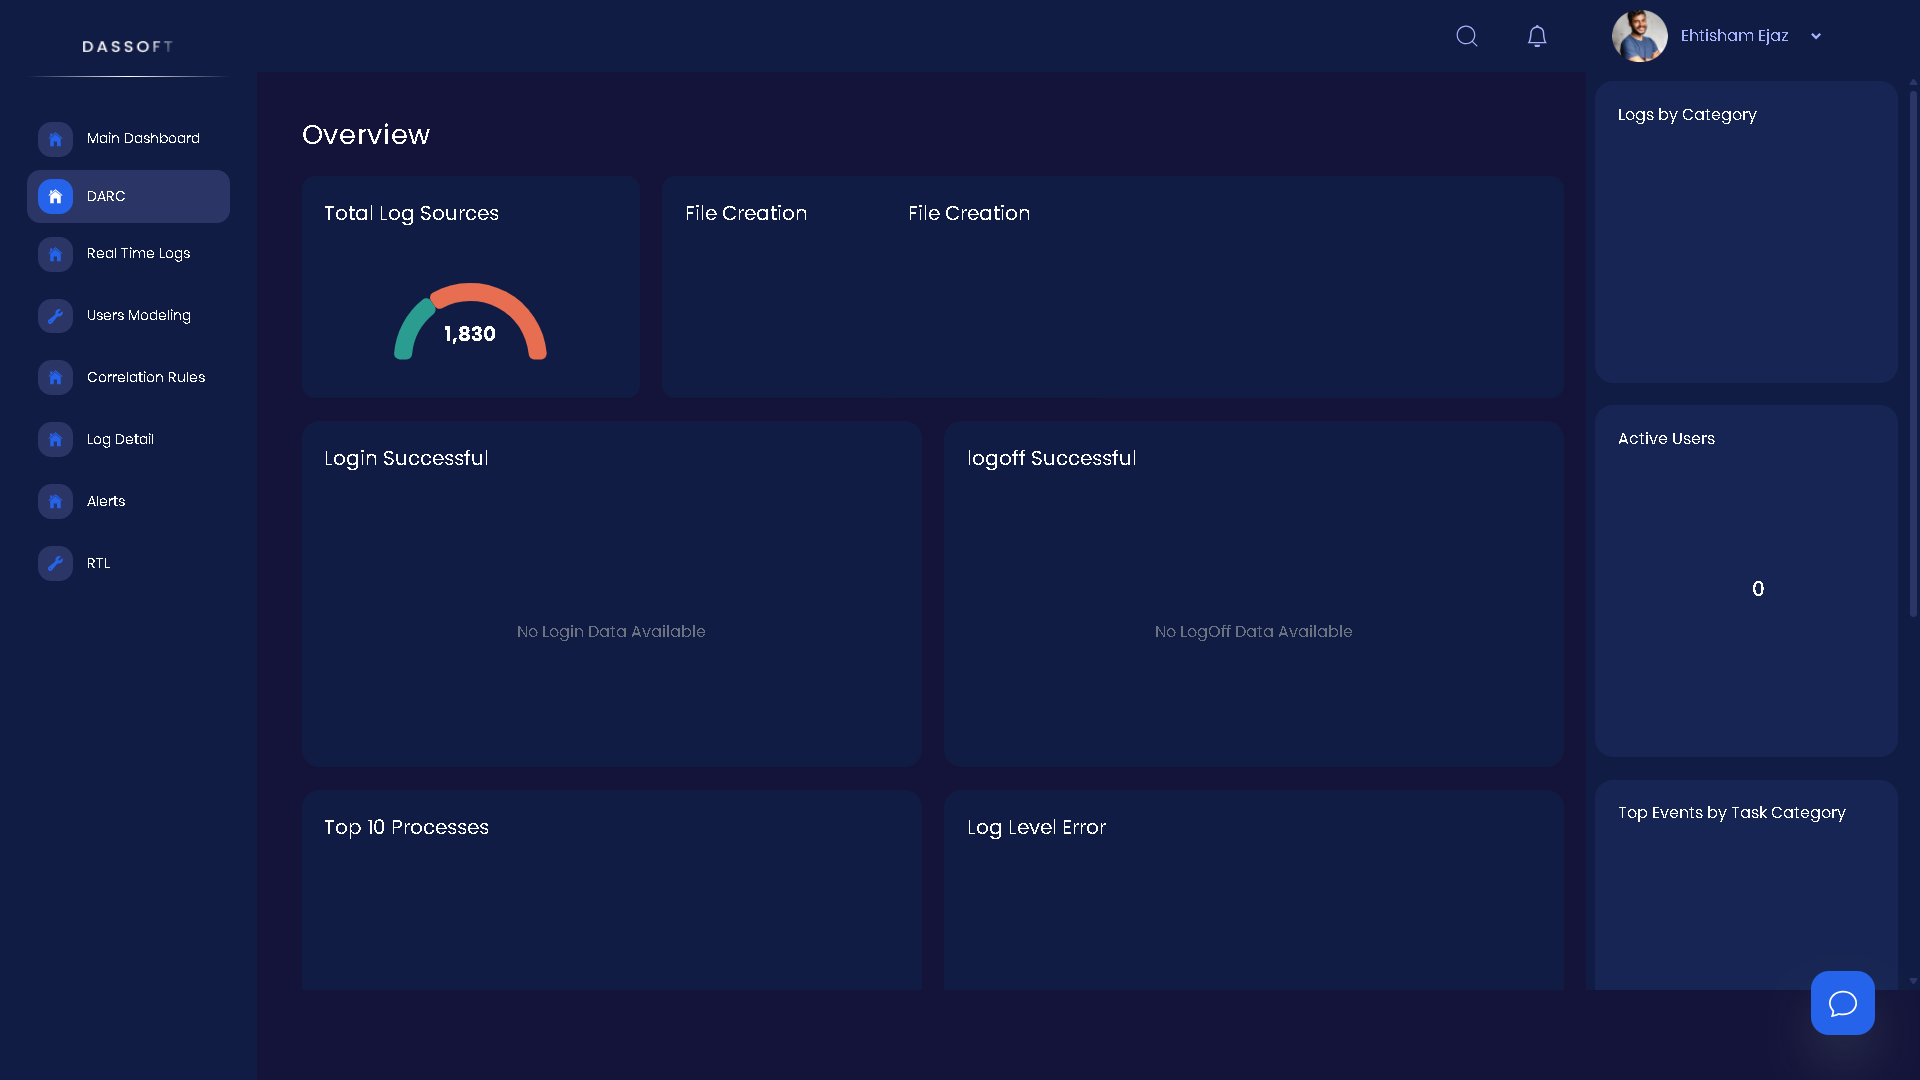 DASSOFT
Ehtisham Ejaz
Main Dashboard
DARC
Real Time Logs
Users Modeling
Correlation Rules
Log Detail
Alerts
RTL
Overview
Total Log Sources
1,830
File Creation
File Creation
Login Successful
No Login Data Available
logoff Successful
No LogOff Data Available
Top 10 Processes
Log Level Error
Logs by Category
Active Users
0
Top Events by Task Category